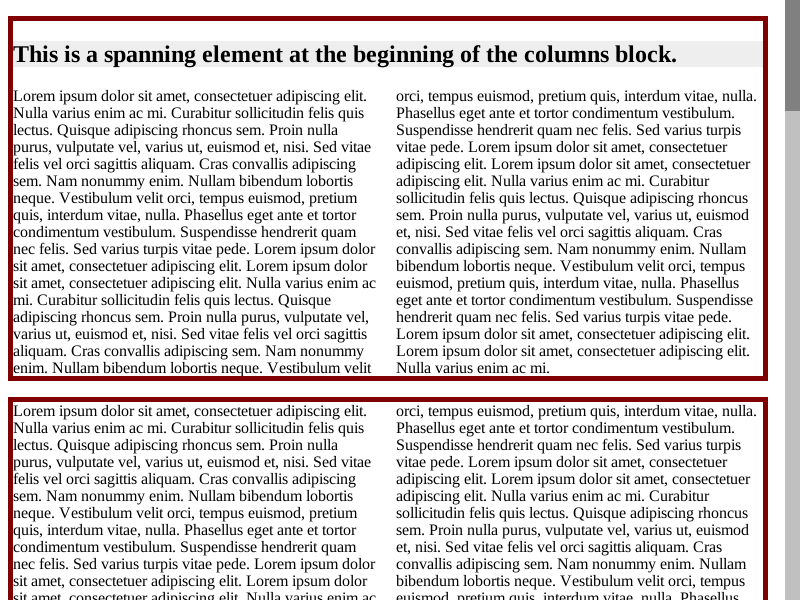 This is a spanning element at the beginning of the columns block.
Lorem ipsum dolor sit amet, consectetuer adipiscing elit.
Nulla varius enim ac mi. Curabitur sollicitudin felis quis
lectus. Quisque adipiscing rhoncus sem. Proin nulla
purus, vulputate vel, varius ut, euismod et, nisi. Sed vitae
felis vel orci sagittis aliquam. Cras convallis adipiscing
sem. Nam nonummy enim. Nullam bibendum lobortis
neque. Vestibulum velit orci, tempus euismod, pretium
quis, interdum vitae, nulla. Phasellus eget ante et tortor
condimentum vestibulum. Suspendisse hendrerit quam
nec felis. Sed varius turpis vitae pede. Lorem ipsum dolor
sit amet, consectetuer adipiscing elit. Lorem ipsum dolor
sit amet, consectetuer adipiscing elit. Nulla varius enim ac
mi. Curabitur sollicitudin felis quis lectus. Quisque
adipiscing rhoncus sem. Proin nulla purus, vulputate vel,
varius ut, euismod et, nisi. Sed vitae felis vel orci sagittis
aliquam. Cras convallis adipiscing sem. Nam nonummy
enim. Nullam bibendum lobortis neque. Vestibulum velit
orci, tempus euismod, pretium quis, interdum vitae, nulla.
Phasellus eget ante et tortor condimentum vestibulum.
Suspendisse hendrerit quam nec felis. Sed varius turpis
vitae pede. Lorem ipsum dolor sit amet, consectetuer
adipiscing elit. Lorem ipsum dolor sit amet, consectetuer
adipiscing elit. Nulla varius enim ac mi. Curabitur
sollicitudin felis quis lectus. Quisque adipiscing rhoncus
sem. Proin nulla purus, vulputate vel, varius ut, euismod
et, nisi. Sed vitae felis vel orci sagittis aliquam. Cras
convallis adipiscing sem. Nam nonummy enim. Nullam
bibendum lobortis neque. Vestibulum velit orci, tempus
euismod, pretium quis, interdum vitae, nulla. Phasellus
eget ante et tortor condimentum vestibulum. Suspendisse
hendrerit quam nec felis. Sed varius turpis vitae pede.
Lorem ipsum dolor sit amet, consectetuer adipiscing elit.
Lorem ipsum dolor sit amet, consectetuer adipiscing elit.
Nulla varius enim ac mi.
Lorem ipsum dolor sit amet, consectetuer adipiscing elit.
Nulla varius enim ac mi. Curabitur sollicitudin felis quis
lectus. Quisque adipiscing rhoncus sem. Proin nulla
purus, vulputate vel, varius ut, euismod et, nisi. Sed vitae
felis vel orci sagittis aliquam. Cras convallis adipiscing
sem. Nam nonummy enim. Nullam bibendum lobortis
neque. Vestibulum velit orci, tempus euismod, pretium
quis, interdum vitae, nulla. Phasellus eget ante et tortor
condimentum vestibulum. Suspendisse hendrerit quam
nec felis. Sed varius turpis vitae pede. Lorem ipsum dolor
sit amet, consectetuer adipiscing elit. Lorem ipsum dolor
sit amet, consectetuer adipiscing elit. Nulla varius enim ac
orci, tempus euismod, pretium quis, interdum vitae, nulla.
Phasellus eget ante et tortor condimentum vestibulum.
Suspendisse hendrerit quam nec felis. Sed varius turpis
vitae pede. Lorem ipsum dolor sit amet, consectetuer
adipiscing elit. Lorem ipsum dolor sit amet, consectetuer
adipiscing elit. Nulla varius enim ac mi. Curabitur
sollicitudin felis quis lectus. Quisque adipiscing rhoncus
sem. Proin nulla purus, vulputate vel, varius ut, euismod
et, nisi. Sed vitae felis vel orci sagittis aliquam. Cras
convallis adipiscing sem. Nam nonummy enim. Nullam
bibendum lobortis neque. Vestibulum velit orci, tempus
euismod, pretium quis, interdum vitae, nulla. Phasellus